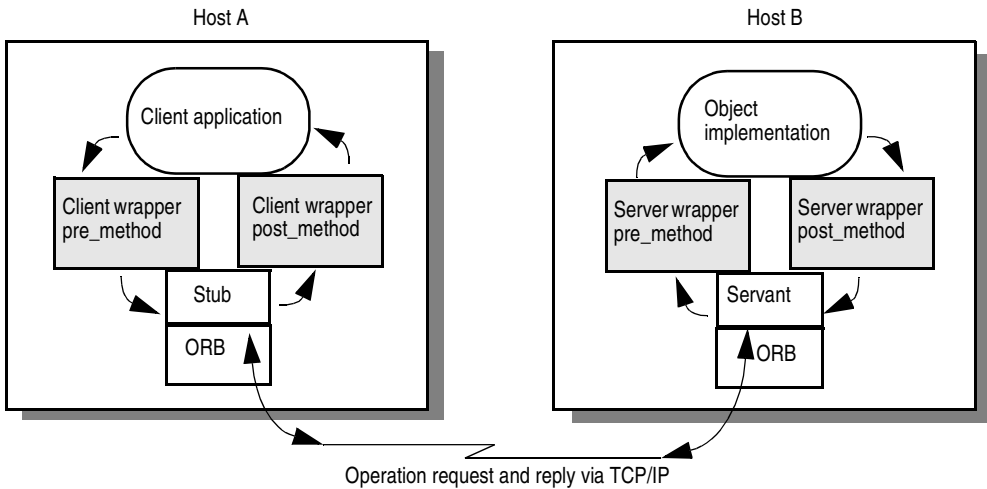 Host A
Host B
Client application
Client wrapper
pre_method
Client wrapper
post_method
Stub
ORB
Object
implementation
Server wrapper
pre_method
Server wrapper
post_method
Servant
ORB
Operation request and reply via TCP/IP